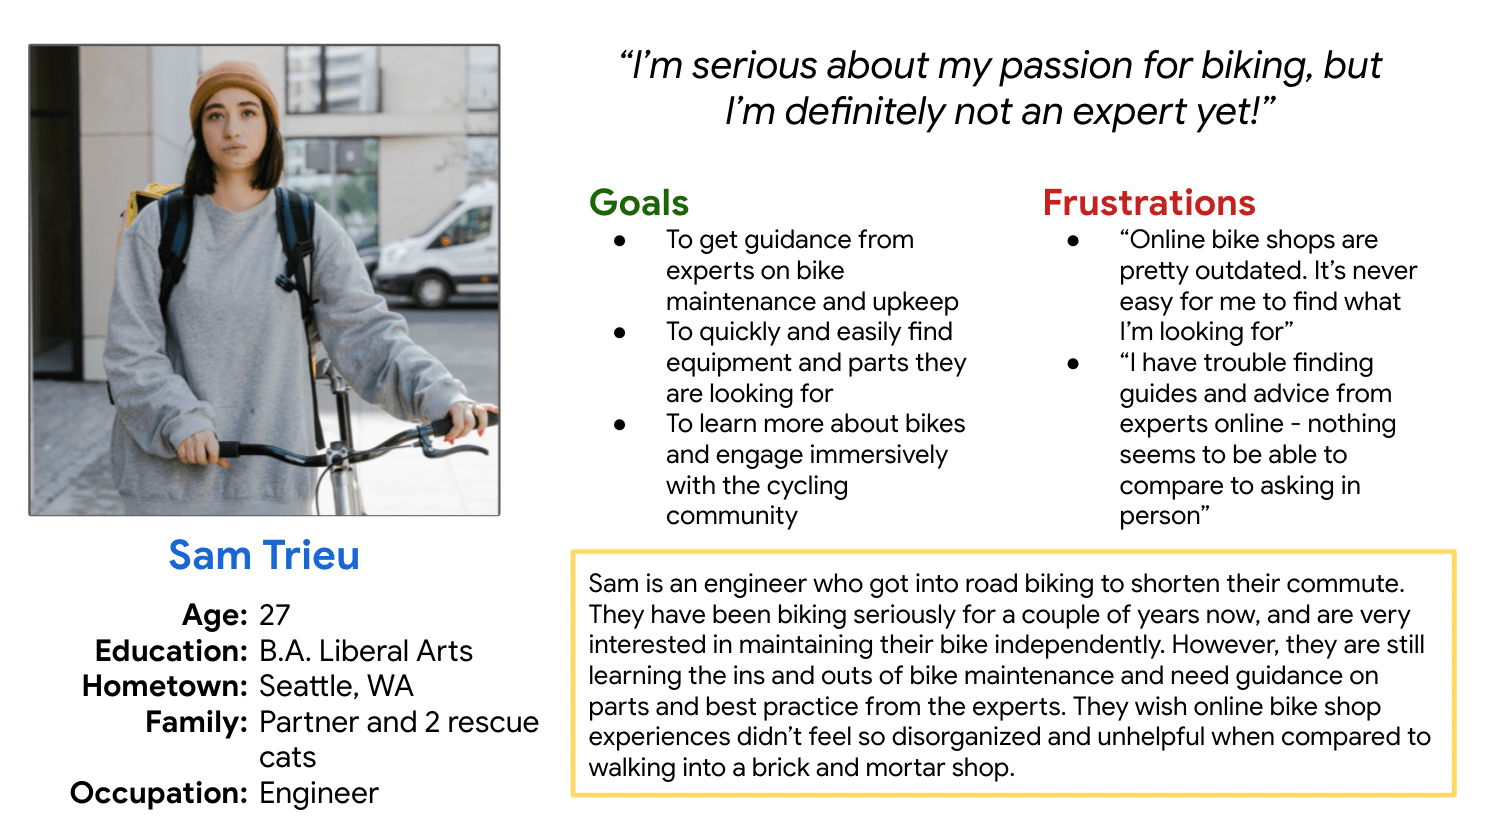 “I’m serious about my passion for biking, but
I’m definitely not an expert yet!”
Goals
● To get guidance from
experts on bike
maintenance and upkeep
● To quickly and easily find
equipment and parts they
are looking for
● To learn more about bikes
and engage immersively
with the cycling
community
Frustrations
● “Online bike shops are
pretty outdated. It’s never
easy for me to find what
I’m looking for”
● “I have trouble finding
guides and advice from
experts online - nothing
seems to be able to
compare to asking in
person”
Sam Trieu
Age: 27
Education: B.A. Liberal Arts
Hometown: Seattle, WA
Family: Partner and 2 rescue
cats
Occupation: Engineer
Sam is an engineer who got into road biking to shorten their commute.
They have been biking seriously for a couple of years now, and are very
interested in maintaining their bike independently. However, they are still
learning the ins and outs of bike maintenance and need guidance on
parts and best practice from the experts. They wish online bike shop
experiences didn’t feel so disorganized and unhelpful when compared to
walking into a brick and mortar shop.